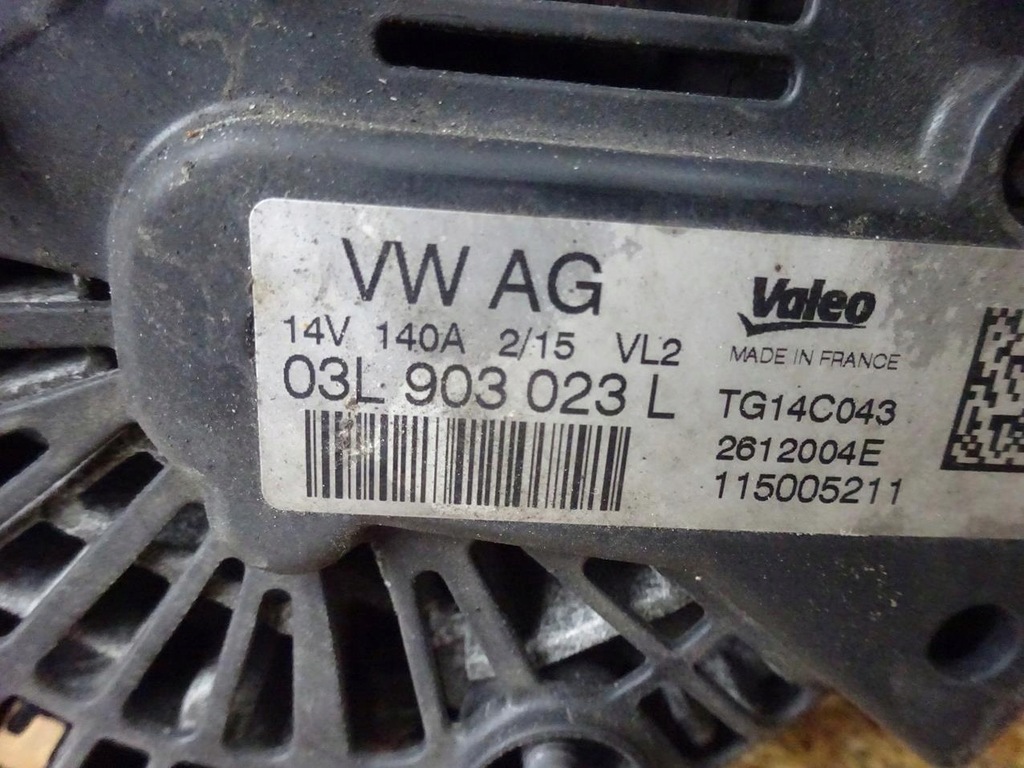 VW AG
14V 140A 2/15 VL2
03L 903 023 L
Valeo
MADE IN FRANCE
TG14C043
2612004E
115005211